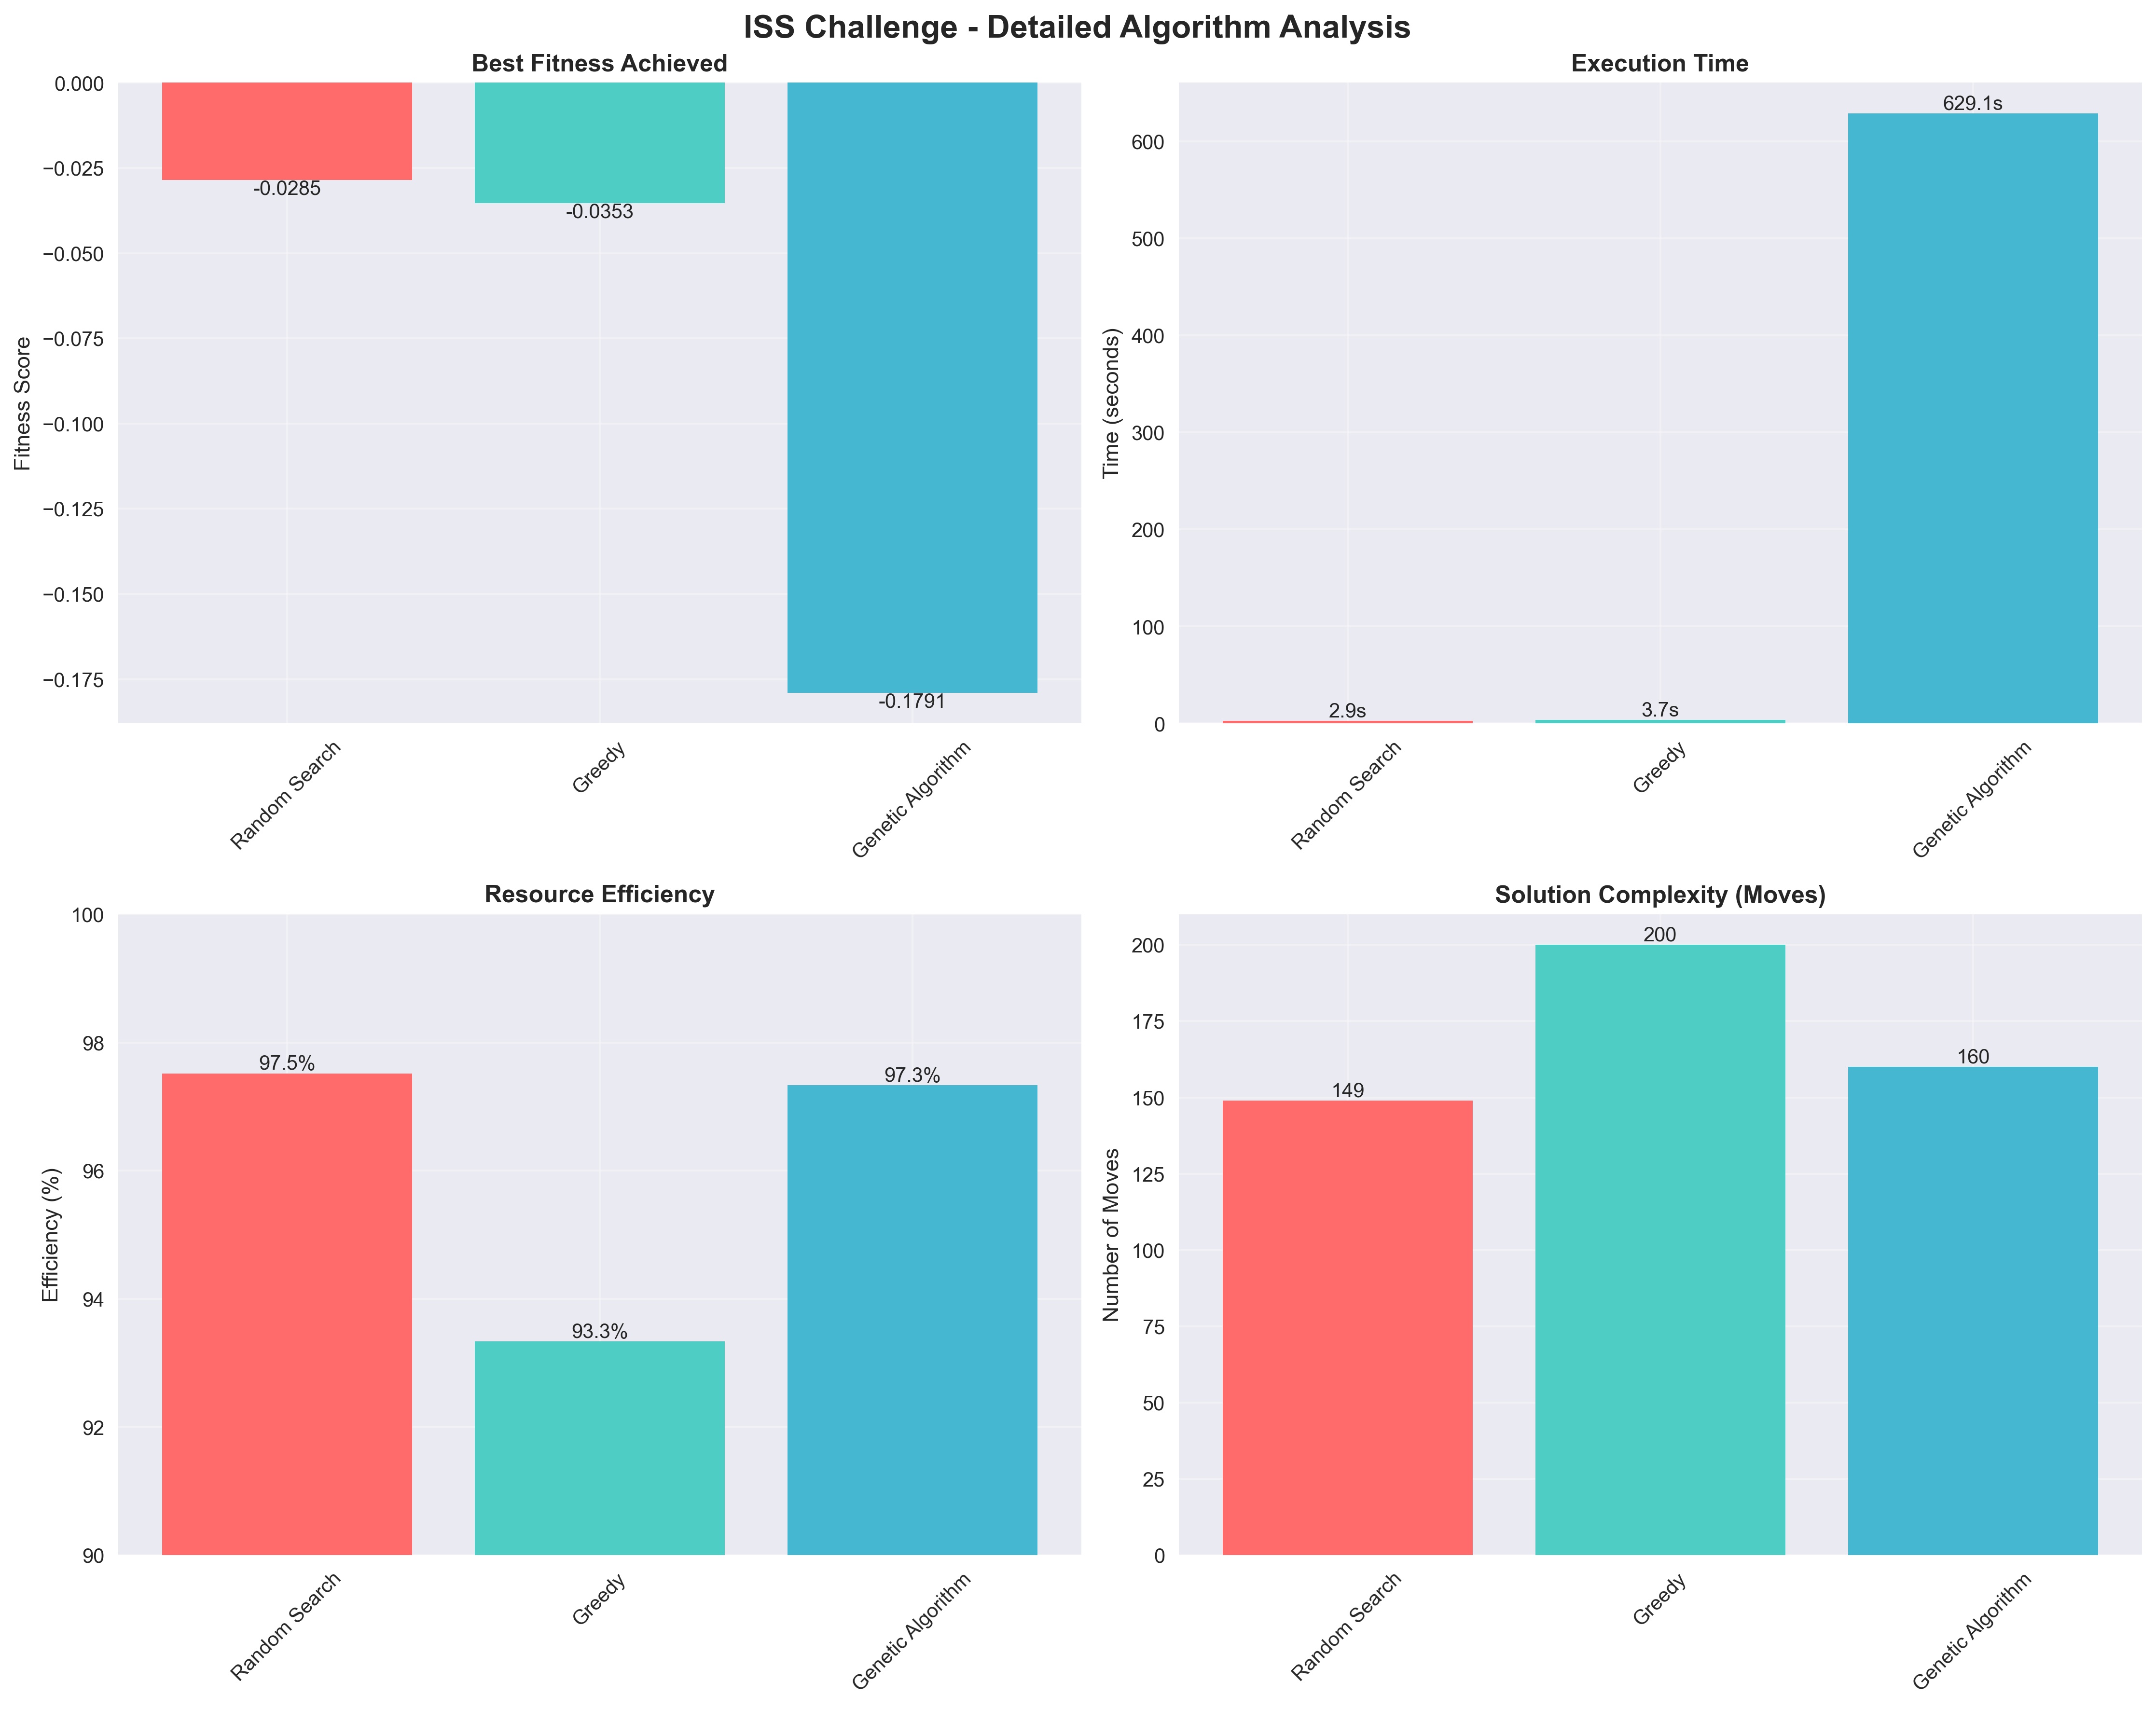 ISS Challenge - Detailed Algorithm Analysis
Best Fitness Achieved
Fitness Score
0.000
−0.025
−0.050
−0.075
−0.100
−0.125
−0.150
−0.175
-0.0285
-0.0353
-0.1791
Random Search
Greedy
Genetic Algorithm
Execution Time
Time (seconds)
600
500
400
300
200
100
0
2.9s
3.7s
629.1s
Random Search
Greedy
Genetic Algorithm
Resource Efficiency
Efficiency (%)
100
98
96
94
92
90
97.5%
93.3%
97.3%
Random Search
Greedy
Genetic Algorithm
Solution Complexity (Moves)
Number of Moves
200
175
150
125
100
75
50
25
0
149
200
160
Random Search
Greedy
Genetic Algorithm